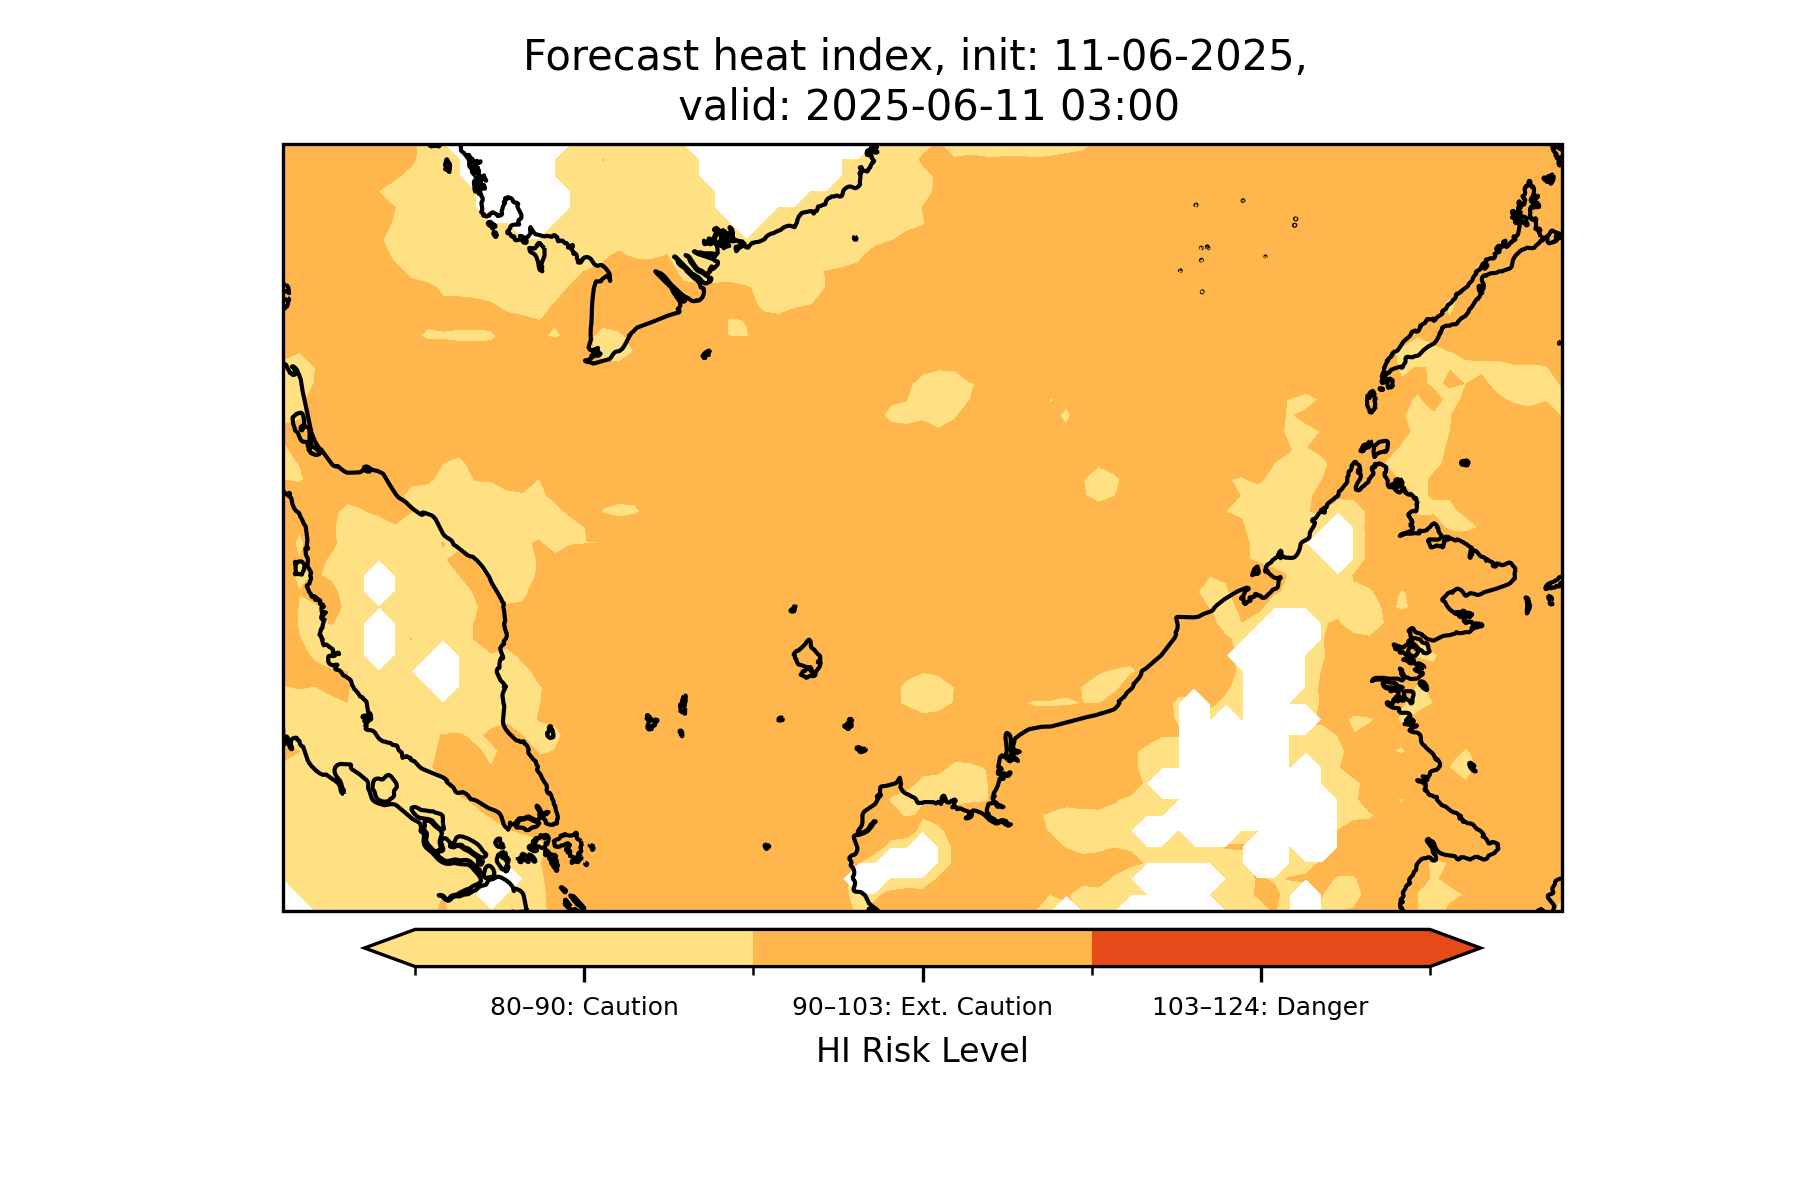 Forecast heat index, init: 11-06-2025,
valid: 2025-06-11 03:00
80–90: Caution
90–103: Ext. Caution
103–124: Danger
HI Risk Level